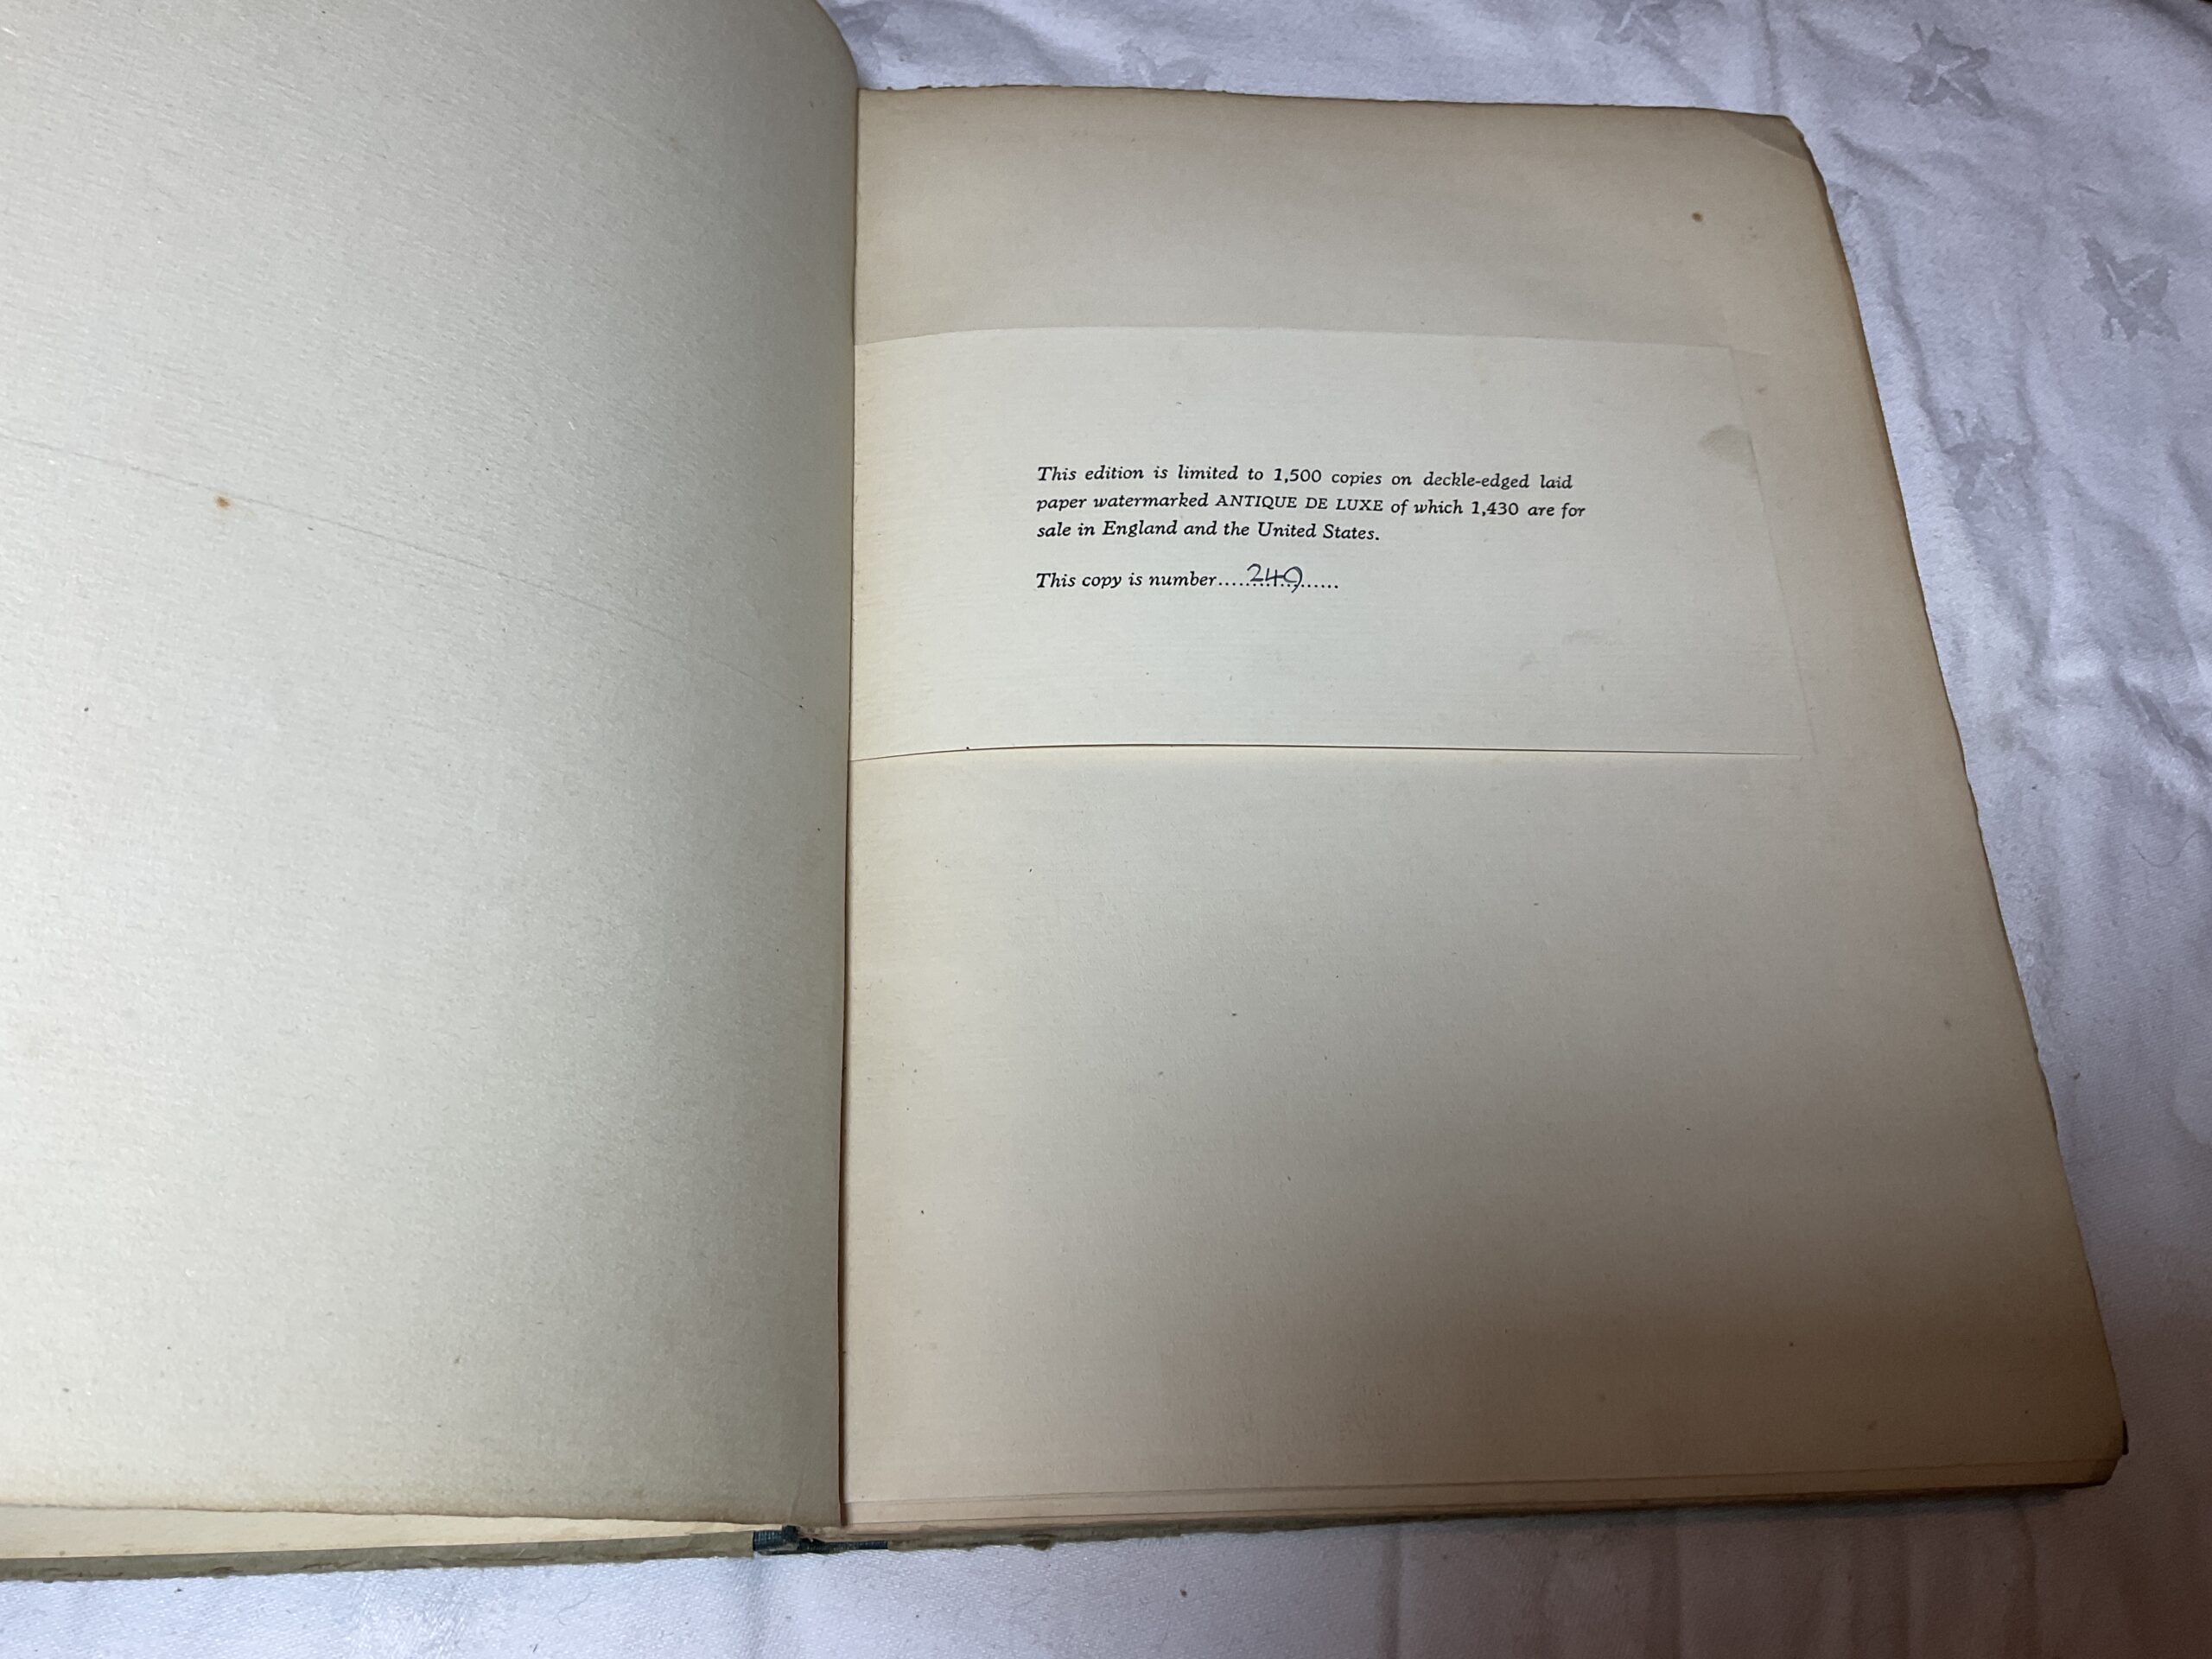 This edition is limited to 1,500 copies on deckle-edged laid
paper watermarked ANTIQUE DE LUXE of which 1,430 are for
sale in England and the United States.
This copy is number.....249......